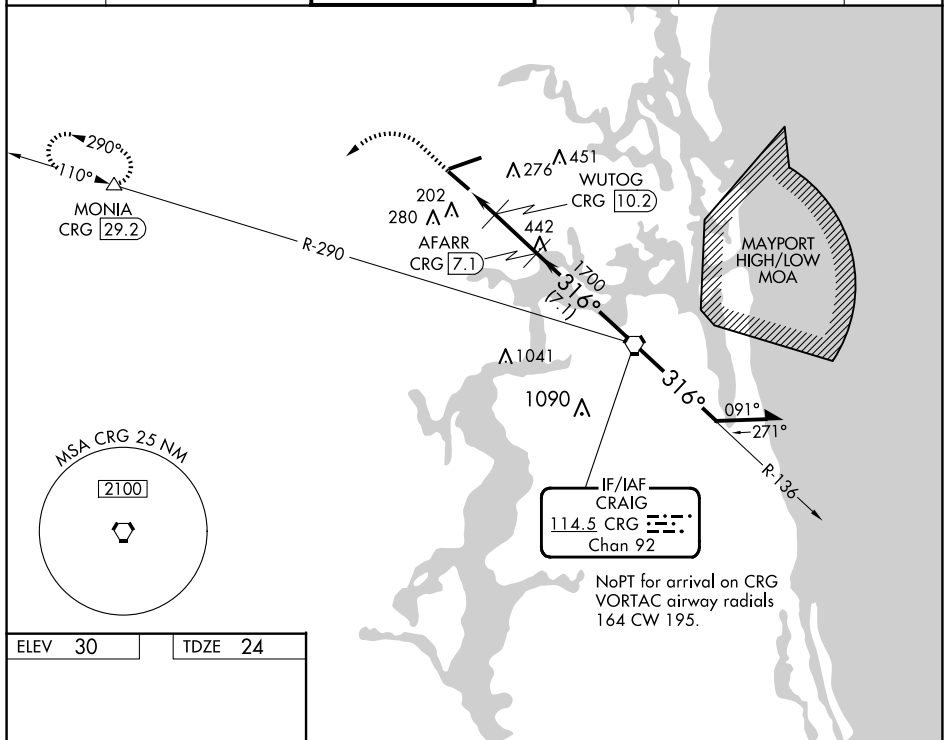 290°
110°
MONIA
CRG 29.2
R-290
276
451
WUTOG
CRG 10.2
202
280
442
AFARR
CRG 7.1
1700
316°
(7.1)
MAYPORT
HIGH/LOW
MOA
1041
1090
316°
091°
271°
R-136
MSA CRG 25 NM
2100
IF/IAF
CRAIG
114.5 CRG
Chan 92
NoPT for arrival on CRG
VORTAC airway radials
164 CW 195.
ELEV 30
TDZE 24